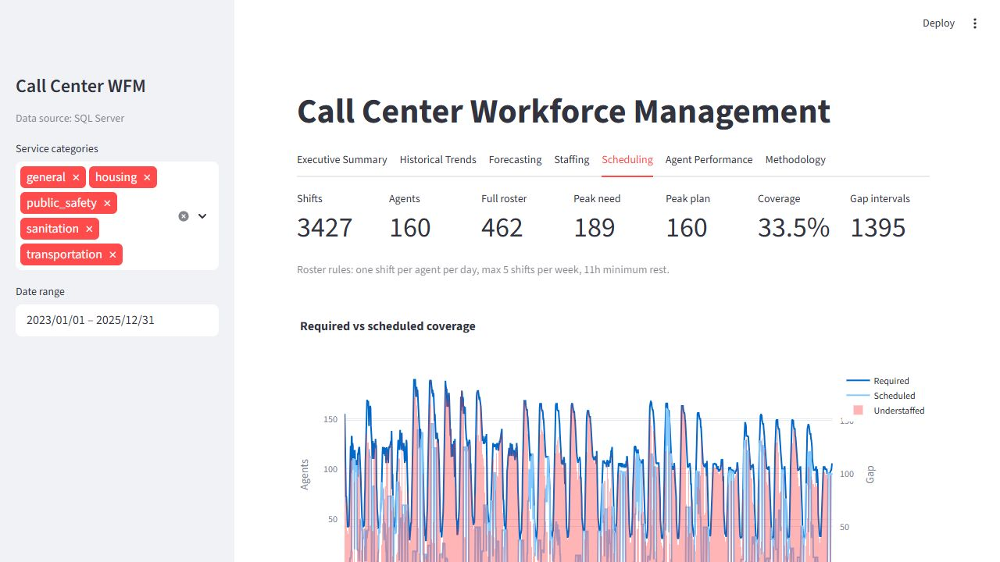 Deploy
Call Center WFM
Data source: SQL Server
Service categories
general ×
housing ×
public_safety ×
sanitation ×
transportation ×
Date range
2023/01/01 – 2025/12/31
Call Center Workforce Management
Executive Summary Historical Trends Forecasting Staffing Scheduling Agent Performance Methodology
Shifts Agents Full roster Peak need Peak plan Coverage Gap intervals
3427 160 462 189 160 33.5% 1395
Roster rules: one shift per agent per day, max 5 shifts per week, 11h minimum rest.
Required vs scheduled coverage
Required
Scheduled
Understaffed
150
100
50
Agents
150
100
50
Gap